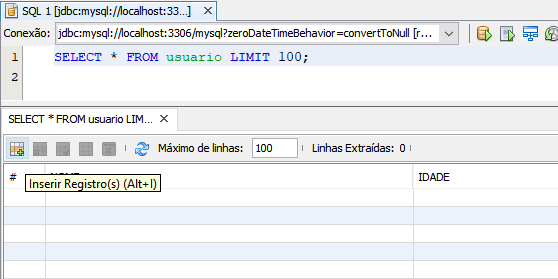 SQL 1 [jdbc:mysql://localhost:33...]
Conexão: jdbc:mysql://localhost:3306/mysql?zeroDateTimeBehavior=convertToNull [r...
1 SELECT * FROM usuario LIMIT 100;
2
SELECT * FROM usuario LIM...
Máximo de linhas: 100 Linhas Extraídas: 0
# IDADE
Inserir Registro(s) (Alt+I)